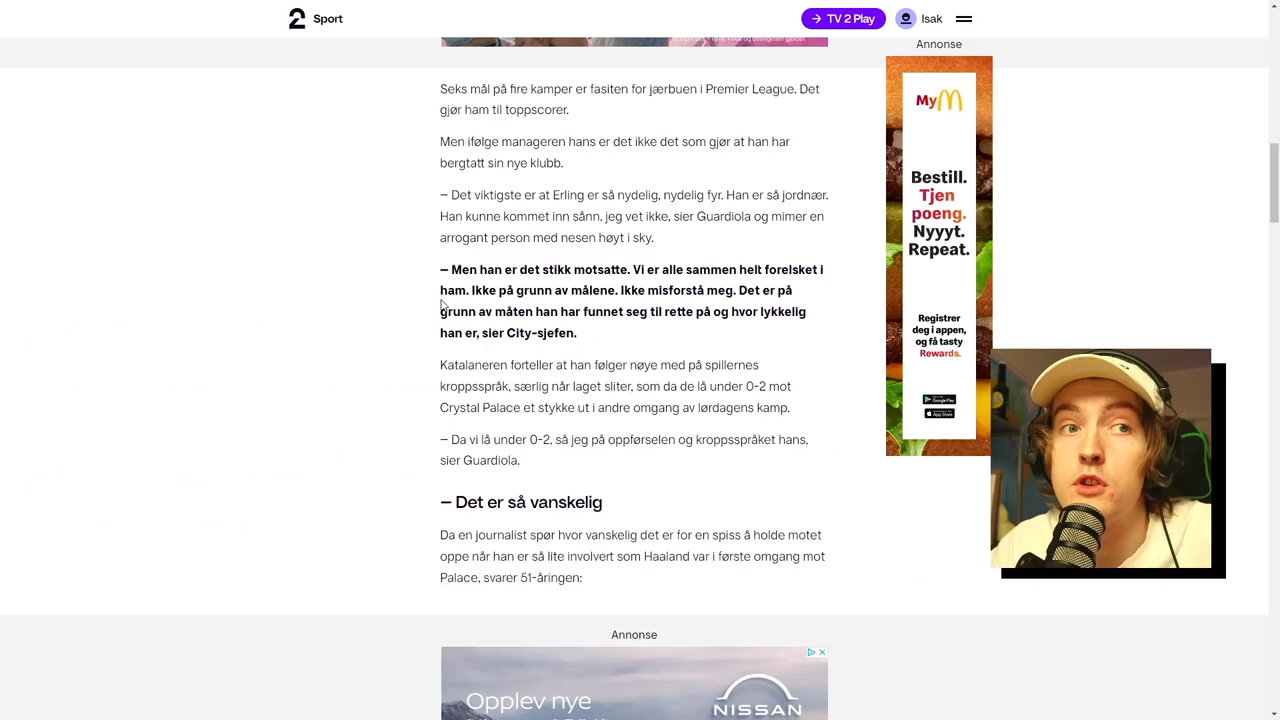 2 Sport
TV 2 Play
Isak
Annonse
Seks mål på fire kamper er fasiten for jærbuen i Premier League. Det
gjør ham til toppscorer.
Men ifølge manageren hans er det ikke det som gjør at han har
bergtatt sin nye klubb.
– Det viktigste er at Erling er så nydelig, nydelig fyr. Han er så jordnær.
Han kunne kommet inn sånn, jeg vet ikke, sier Guardiola og mimer en
arrogant person med nesen høyt i sky.
– Men han er det stikk motsatte. Vi er alle sammen helt forelsket i
ham. Ikke på grunn av målene. Ikke misforstå meg. Det er på
grunn av måten han har funnet seg til rette på og hvor lykkelig
han er, sier City-sjefen.
Katalaneren forteller at han følger nøye med på spillernes
kroppsspråk, særlig når laget sliter, som da de lå under 0-2 mot
Crystal Palace et stykke ut i andre omgang av lørdagens kamp.
– Da vi lå under 0-2, så jeg på oppførselen og kroppsspråket hans,
sier Guardiola.
– Det er så vanskelig
Da en journalist spør hvor vanskelig det er for en spiss å holde motet
oppe når han er så lite involvert som Haaland var i første omgang mot
Palace, svarer 51-åringen:
Annonse
Opplev nye
NISSAN
My
Bestill.
Tjen
poeng.
Nyyyt.
Repeat.
Registrer
deg i appen,
og få tasty
Rewards.
Google Play
App Store